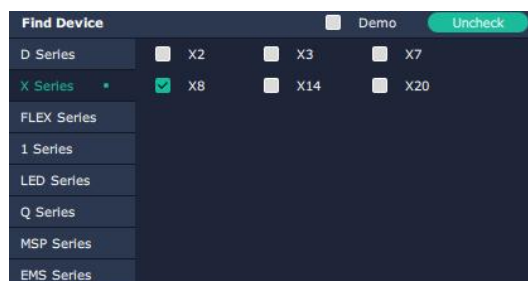 Find Device Demo Uncheck
D Series X2 X3 X7
X Series X8 X14 X20
FLEX Series
1 Series
LED Series
Q Series
MSP Series
EMS Series